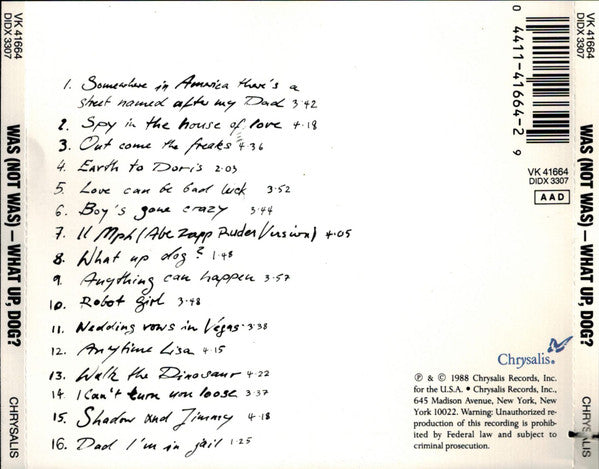 VK 41664
DIDX 3307
WAS (NOT WAS) – WHAT UP, DOG?
CHRYSALIS
1. Somewhere in America there's a
street named after my Dad 3:42
2. Spy in the house of love 4:18
3. Out come the freaks 4:36
4. Earth to Doris 2:03
5. Love can be bad luck 3:52
6. Boy's gone crazy 3:44
7. 11 Mph (Abe Zapp Ruder Version) 4:05
8. What up dog? 1:48
9. Anything can happen 3:57
10. Robot Girl 3:48
11. Wedding vows in Vegas 3:38
12. Anytime Lisa 4:15
13. Walk the Dinosaur 4:22
14. I Can't turn you loose 3:37
15. Shadow and Jimmy 4:18
16. Dad I'm in jail 1:25
0 4411-41664-2 9
VK 41664
DIDX 3307
AAD
Chrysalis®
℗ & © 1988 Chrysalis Records, Inc.
for the U.S.A. • Chrysalis Records, Inc.,
645 Madison Avenue, New York, New
York 10022. Warning: Unauthorized re-
production of this recording is prohib-
ited by Federal law and subject to
criminal prosecution.
VK 41664
DIDX 3307
WAS (NOT WAS) – WHAT UP, DOG?
CHRYSALIS